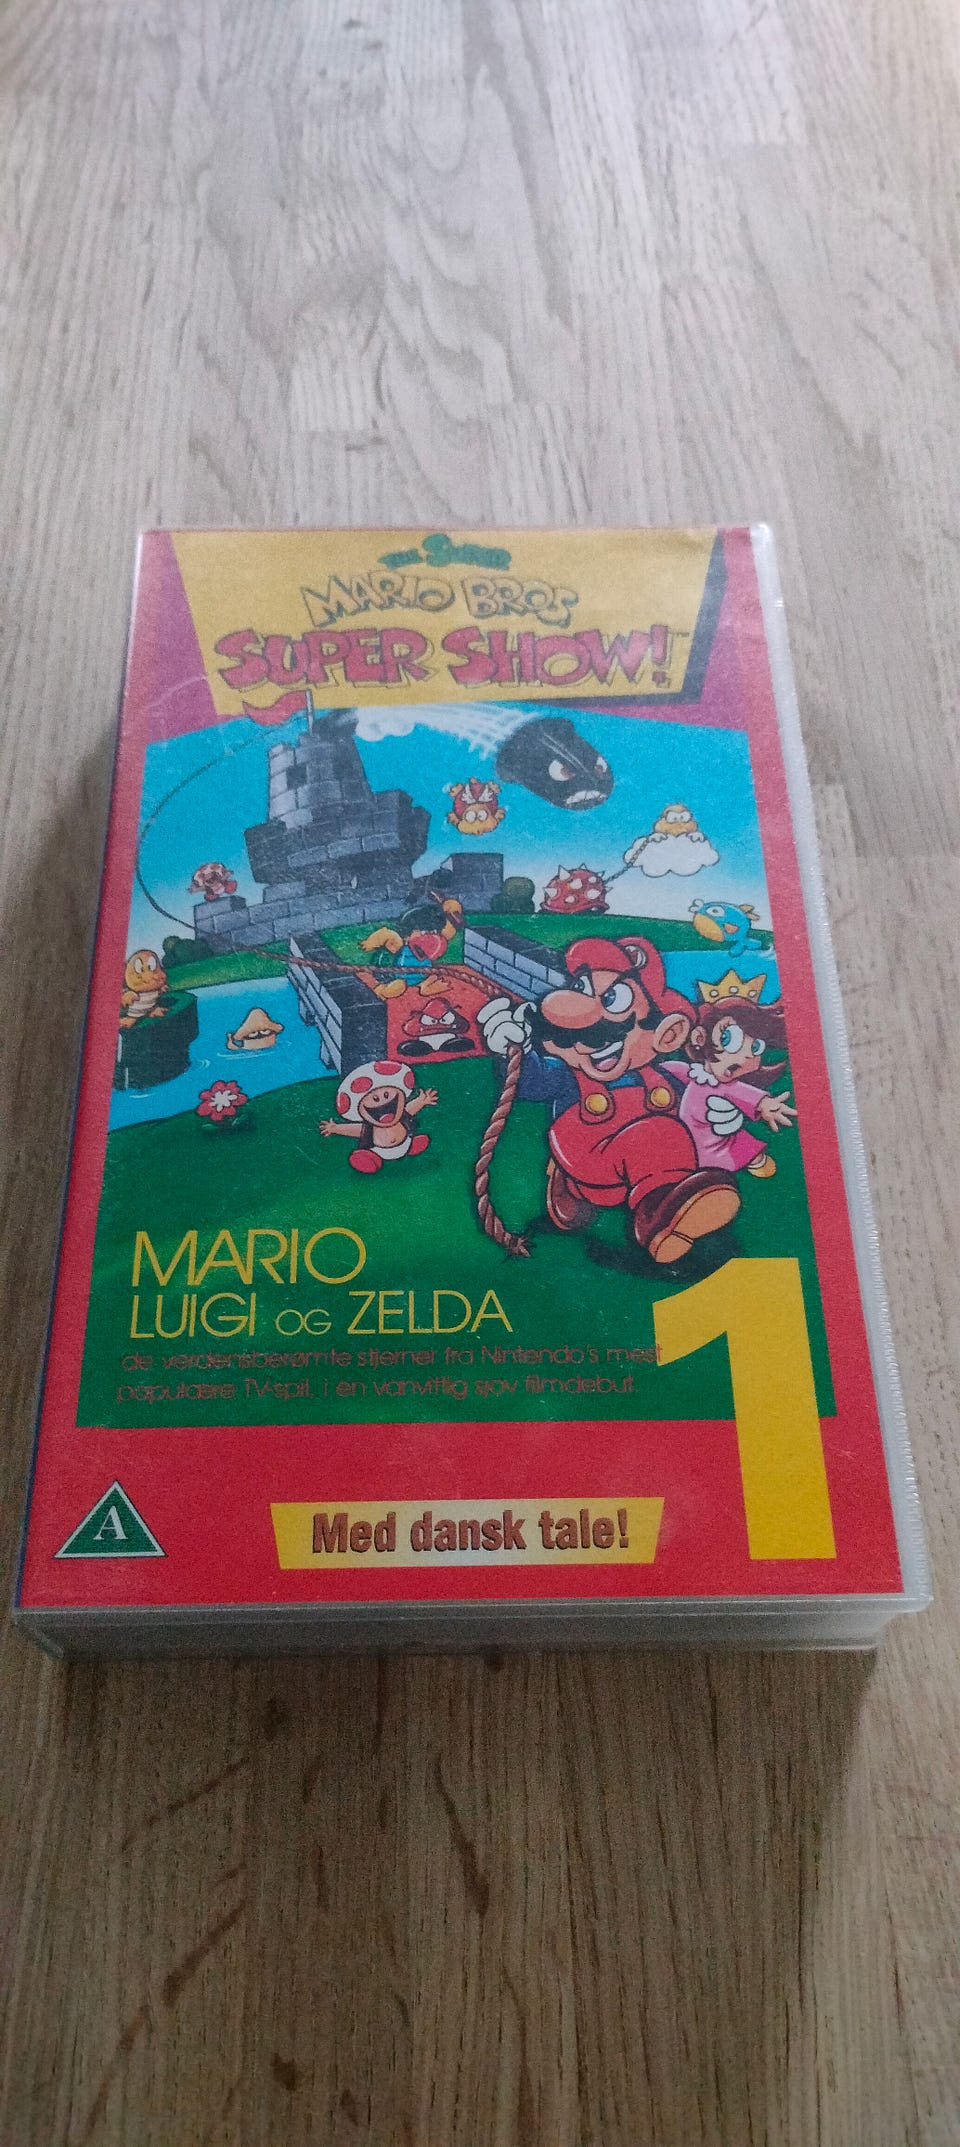 THE SUPER
MARIO BROS
SUPER SHOW!™
MARIO
LUIGI OG ZELDA
de verdensberømte stjerner fra Nintendo's mest
populære TV-spil, i en vanvittig sjov filmdebut.
1
A
Med dansk tale!